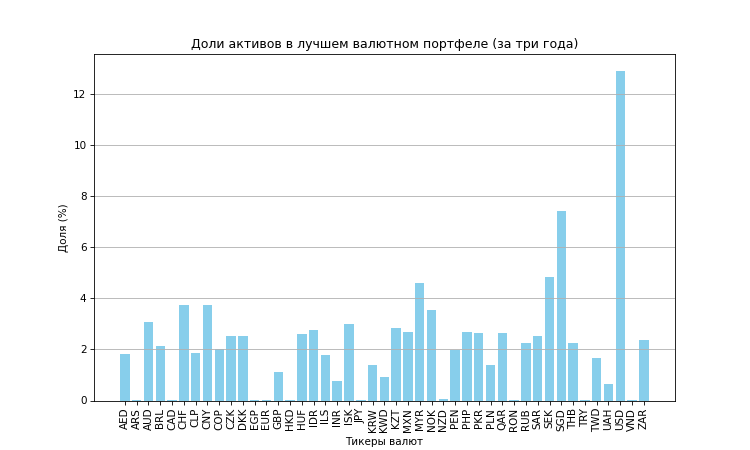 Доли активов в лучшем валютном портфеле (за три года)
Доля (%)
12
10
8
6
4
2
0
AED ARS AUD BRL CAD CHF CLP CNY COP CZK DKK EGP EUR GBP HKD HUF IDR ILS INR ISK JPY KRW KWD KZT MXN MYR NOK NZD PEN PHP PKR PLN QAR RON RUB SAR SEK SGD THB TRY TWD UAH USD VND ZAR
Тикеры валют